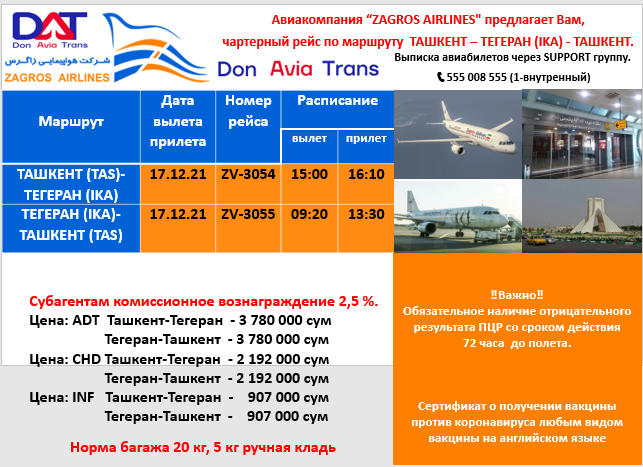 DAT
Don Avia Trans
شرکت هواپیمایی زاگرس
ZAGROS AIRLINES
Авиакомпания “ZAGROS AIRLINES" предлагает Вам,
чартерный рейс по маршруту ТАШКЕНТ – ТЕГЕРАН (IKA) - ТАШКЕНТ.
Выписка авиабилетов через SUPPORT группу.
555 008 555 (1-внутренный)
Don Avia Trans
Маршрут
Дата вылета прилета
Номер рейса
Расписание
вылет прилет
ТАШКЕНТ (TAS)-ТЕГЕРАН (IKA) 17.12.21 ZV-3054 15:00 16:10
ТЕГЕРАН (IKA)-ТАШКЕНТ (TAS) 17.12.21 ZV-3055 09:20 13:30
Субагентам комиссионное вознаграждение 2,5 %.
Цена: ADT Ташкент-Тегеран - 3 780 000 сум
Тегеран-Ташкент - 3 780 000 сум
Цена: CHD Ташкент-Тегеран - 2 192 000 сум
Тегеран-Ташкент - 2 192 000 сум
Цена: INF Ташкент-Тегеран - 907 000 сум
Тегеран-Ташкент - 907 000 сум
Норма багажа 20 кг, 5 кг ручная кладь
‼Важно‼
Обязательное наличие отрицательного
результата ПЦР со сроком действия
72 часа до полета.
Сертификат о получении вакцины
против коронавируса любым видом
вакцины на английском языке